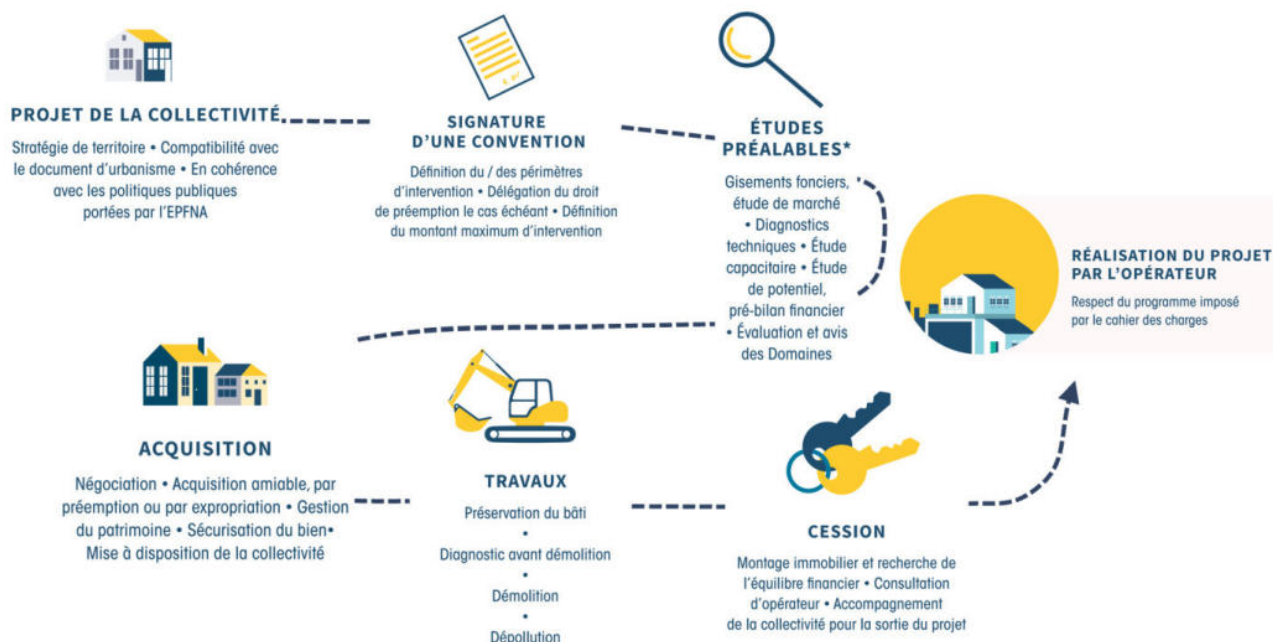 PROJET DE LA COLLECTIVITÉ
Stratégie de territoire • Compatibilité avec
le document d'urbanisme • En cohérence
avec les politiques publiques
portées par l'EPFNA
SIGNATURE
D'UNE CONVENTION
Définition du / des périmètres
d'intervention • Délégation du droit
de préemption le cas échéant • Définition
du montant maximum d'intervention
ÉTUDES
PRÉALABLES*
Gisements fonciers,
étude de marché
• Diagnostics
techniques • Étude
capacitaire • Étude
de potentiel,
pré-bilan financier
• Évaluation et avis
des Domaines
ACQUISITION
Négociation • Acquisition amiable, par
préemption ou par expropriation • Gestion
du patrimoine • Sécurisation du bien•
Mise à disposition de la collectivité
TRAVAUX
Préservation du bâti
•
Diagnostic avant démolition
•
Démolition
•
Dépollution
CESSION
Montage immobilier et recherche de
l'équilibre financier • Consultation
d'opérateur • Accompagnement
de la collectivité pour la sortie du projet
RÉALISATION DU PROJET
PAR L'OPÉRATEUR
Respect du programme imposé
par le cahier des charges